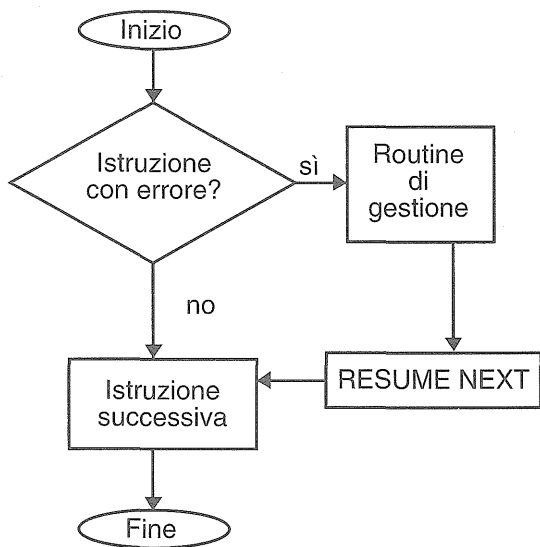 Inizio
Istruzione
con errore?
sì
Routine
di
gestione
no
RESUME NEXT
Istruzione
successiva
Fine